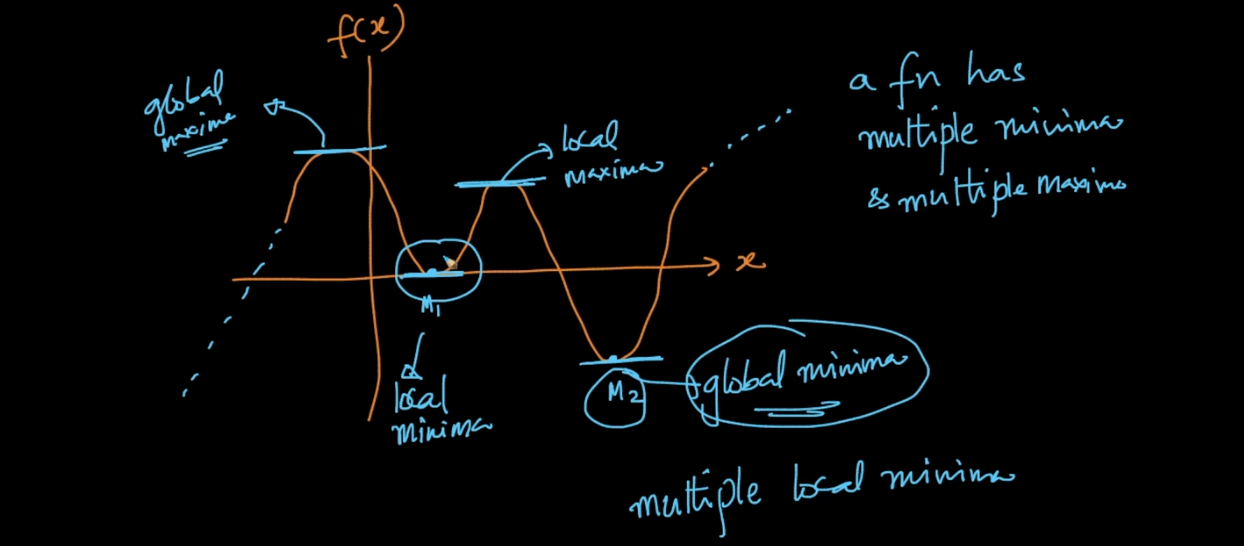 f(x)
global
maxima
local
maxima
a fn has
multiple minima
& multiple maxima
x
M1
local
minima
M2
global minima
multiple local minima